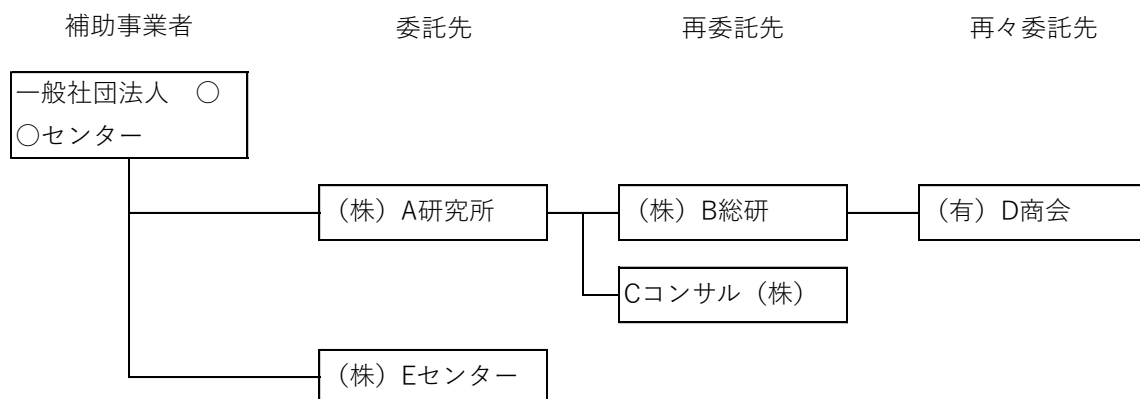 補助事業者 委託先 再委託先 再々委託先
一般社団法人　○
○センター
（株）A研究所 （株）B総研 （有）D商会
Cコンサル（株）
（株）Eセンター